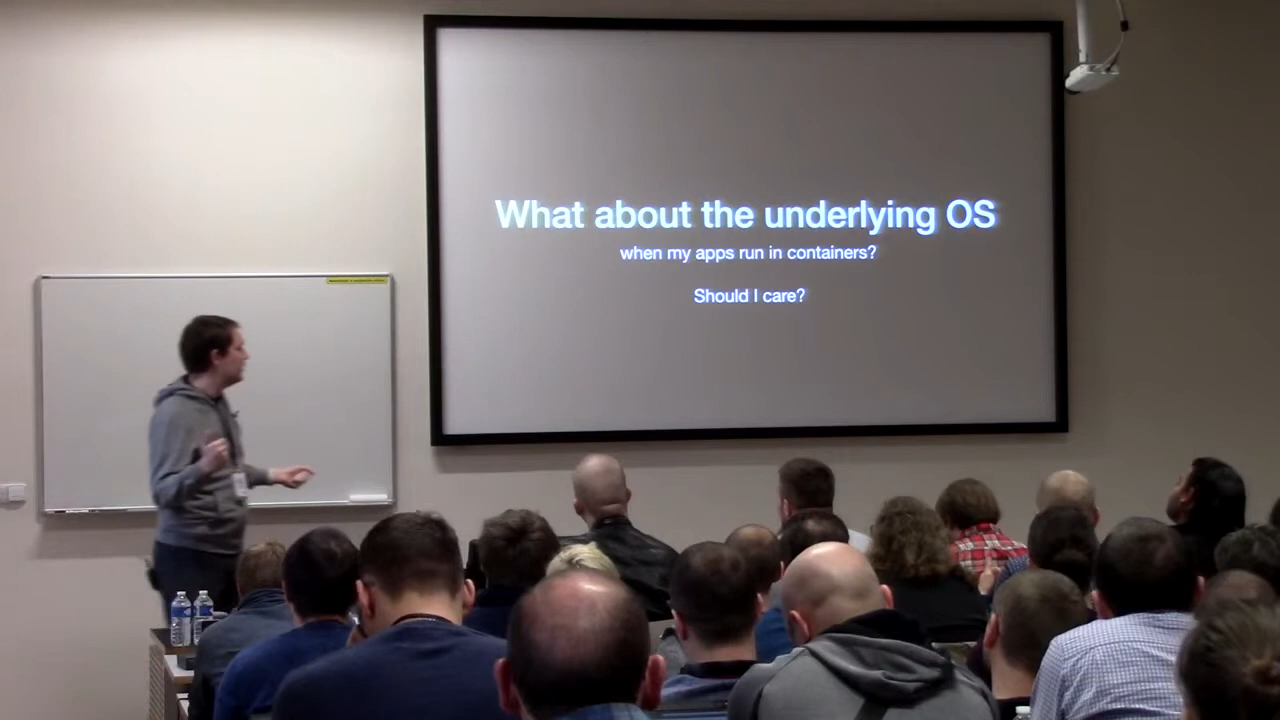 What about the underlying OS
when my apps run in containers?
Should I care?